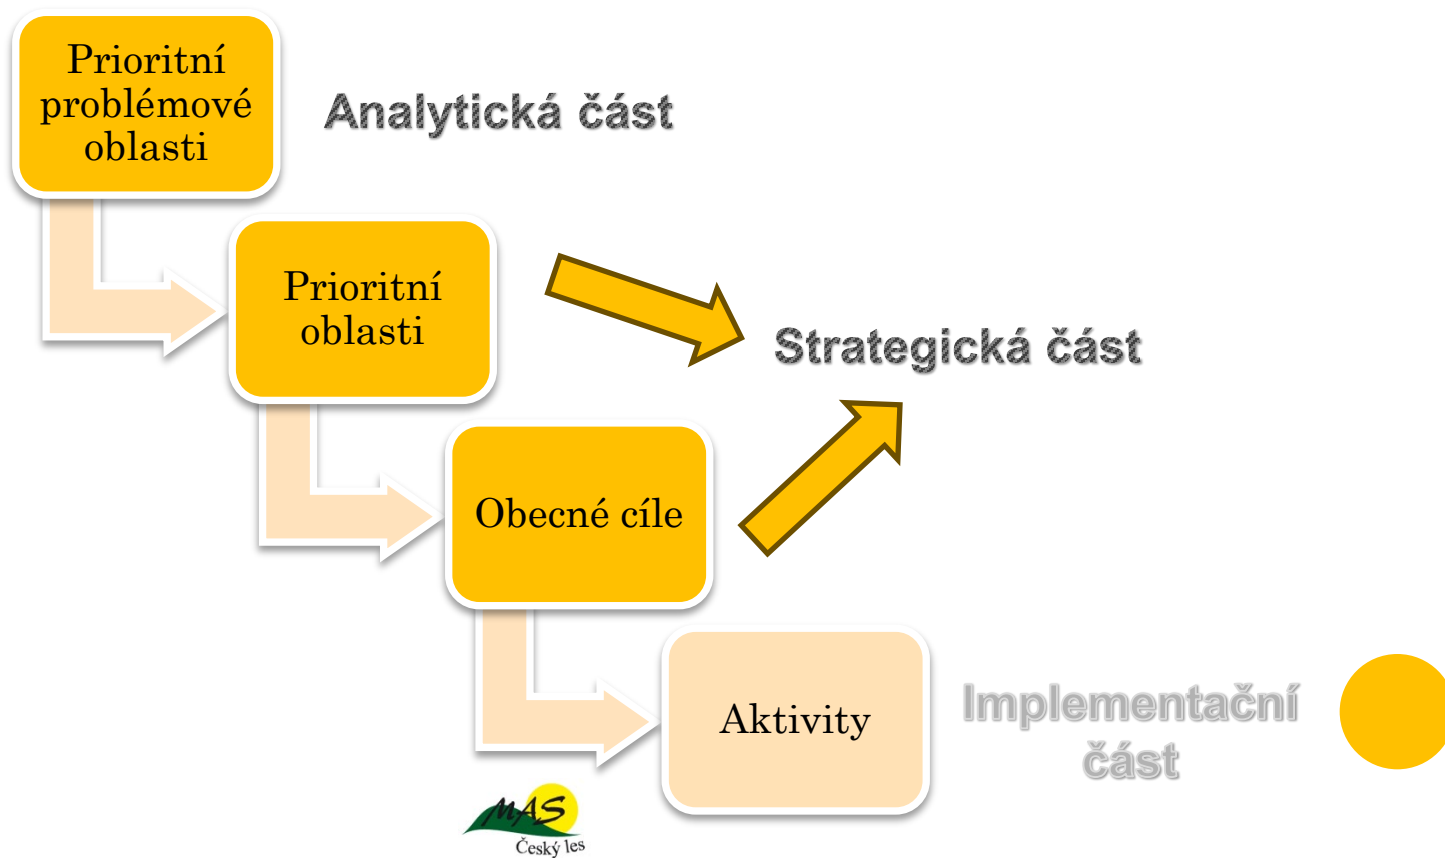 Prioritní
problémové
oblasti
Analytická část
Prioritní
oblasti
Strategická část
Obecné cíle
Aktivity
Implementační
část
MAS
Český les